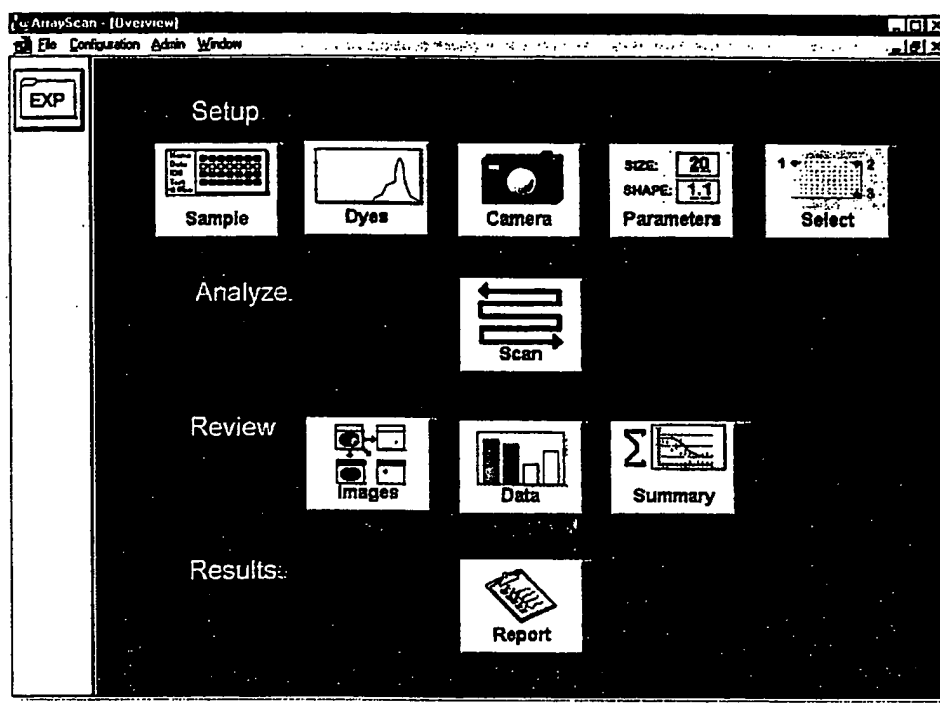 ArrayScan - [Overview]
File Configuration Admin Window
EXP
Setup
Sample
Dyes
Camera
SIZE: 20
SHAPE: 1.1
Parameters
1 2
3
Select
Analyze
Scan
Review
Images
Data
Σ
Summary
Results
Report